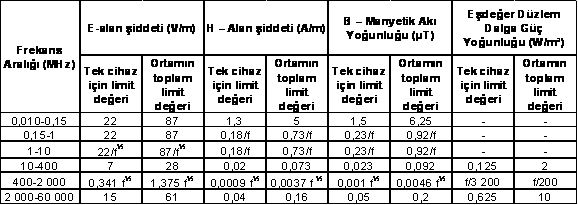 Frekans Aralığı (MHz) | E-alan şiddeti (V/m) | H – Alan şiddeti (A/m) | B – Manyetik Akı Yoğunluğu (µT) | Eşdeğer Düzlem Dalga Güç Yoğunluğu (W/m²)
Tek cihaz için limit değeri | Ortamın toplam limit değeri | Tek cihaz için limit değeri | Ortamın toplam limit değeri | Tek cihaz için limit değeri | Ortamın toplam limit değeri | Tek cihaz için limit değeri | Ortamın toplam limit değeri
0,010-0,15 | 22 | 87 | 1,3 | 5 | 1,5 | 6,25 | - | -
0,15-1 | 22 | 87 | 0,18/f | 0,73/f | 0,23/f | 0,92/f | - | -
1-10 | 22/f^½ | 87/f^½ | 0,18/f | 0,73/f | 0,23/f | 0,92/f | - | -
10-400 | 7 | 28 | 0,02 | 0,073 | 0,023 | 0,092 | 0,125 | 2
400-2 000 | 0,341 f^½ | 1,375 f^½ | 0,0009 f^½ | 0,0037 f^½ | 0,001 f^½ | 0,0046 f^½ | f/3 200 | f/200
2 000-60 000 | 15 | 61 | 0,04 | 0,16 | 0,05 | 0,2 | 0,625 | 10